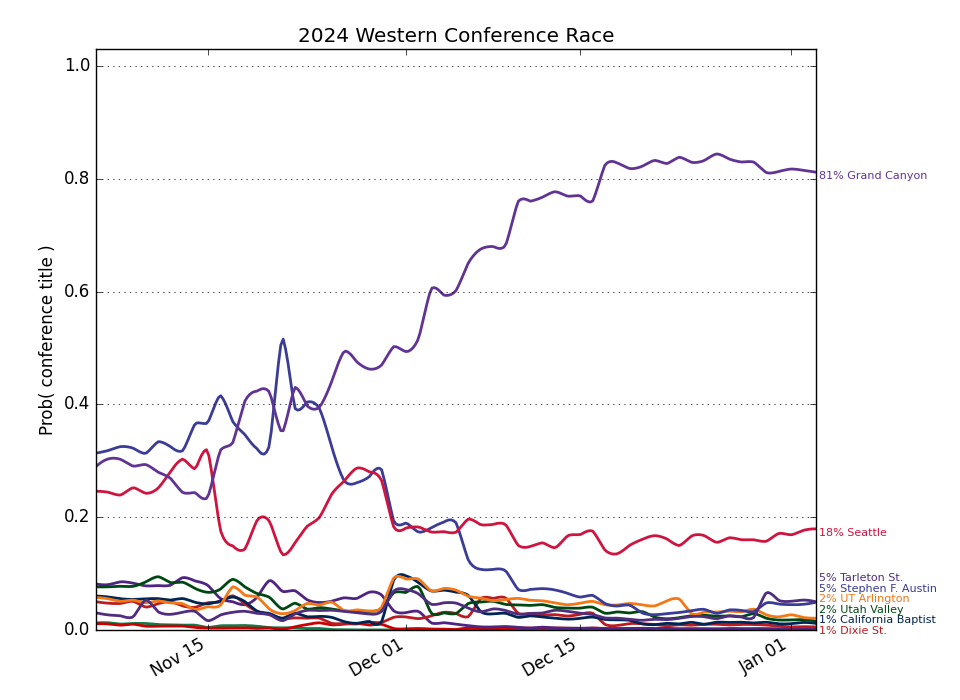 2024 Western Conference Race
Prob( conference title )
1.0
0.8
0.6
0.4
0.2
0.0
Nov 15
Dec 01
Dec 15
Jan 01
81% Grand Canyon
18% Seattle
5% Tarleton St.
5% Stephen F. Austin
2% UT Arlington
2% Utah Valley
1% California Baptist
1% Dixie St.